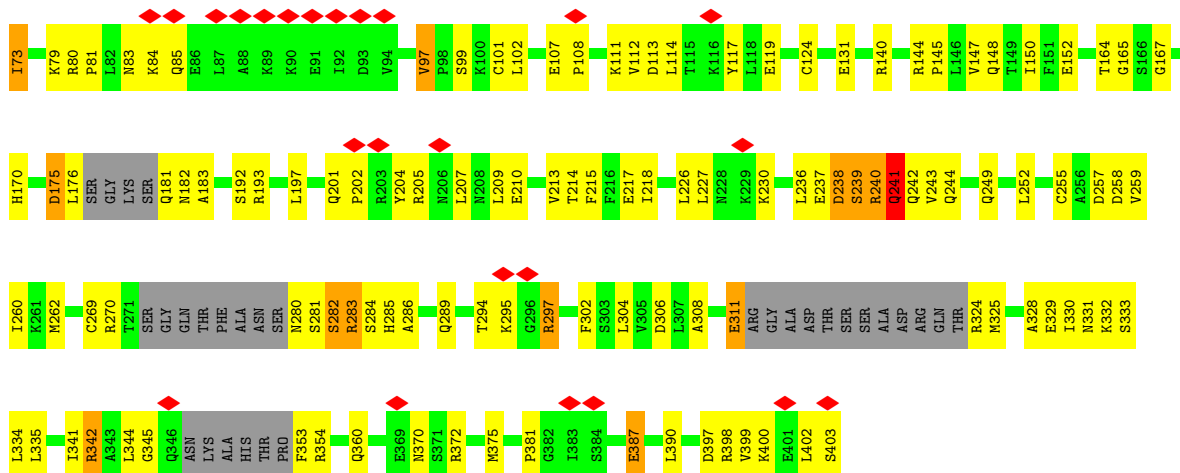 I73 K79 R80 P81 L82 N83 K84 Q85 E86 L87 A88 K89 K90 E91 I92 D93 V94 V97 P98 S99 K100 C101 L102 E107 P108 K111 V112 D113 L114 T115 K116 Y117 L118 E119 C124 E131 R140 R144 P145 L146 V147 Q148 T149 I150 F151 E152 T164 G165 S166 G167
H170 D175 L176 SER GLY LYS SER Q181 N182 A183 S192 R193 L197 Q201 P202 R203 Y204 R205 N206 L207 N208 L209 E210 V213 T214 F215 F216 E217 I218 L226 L227 N228 K229 K230 L236 E237 D238 S239 R240 Q241 Q242 V243 Q244 Q249 L252 C255 A256 D257 D258 V259
I260 K261 M262 C269 R270 T271 SER GLY GLN THR PHE ALA ASN SER N280 S281 S282 R283 S284 H285 A286 Q289 T294 K295 G296 R297 F302 S303 L304 V305 D306 L307 A308 E311 ARG GLY ALA ASP THR SER SER ALA ASP ARG GLN THR R324 M325 A328 E329 I330 N331 K332 S333
L334 L335 I341 R342 A343 L344 G345 Q346 ASN LYS ALA HIS THR PRO F353 R354 Q360 E369 N370 S371 R372 M375 P381 G382 I383 S384 E387 L390 D397 R398 V399 K400 E401 L402 S403